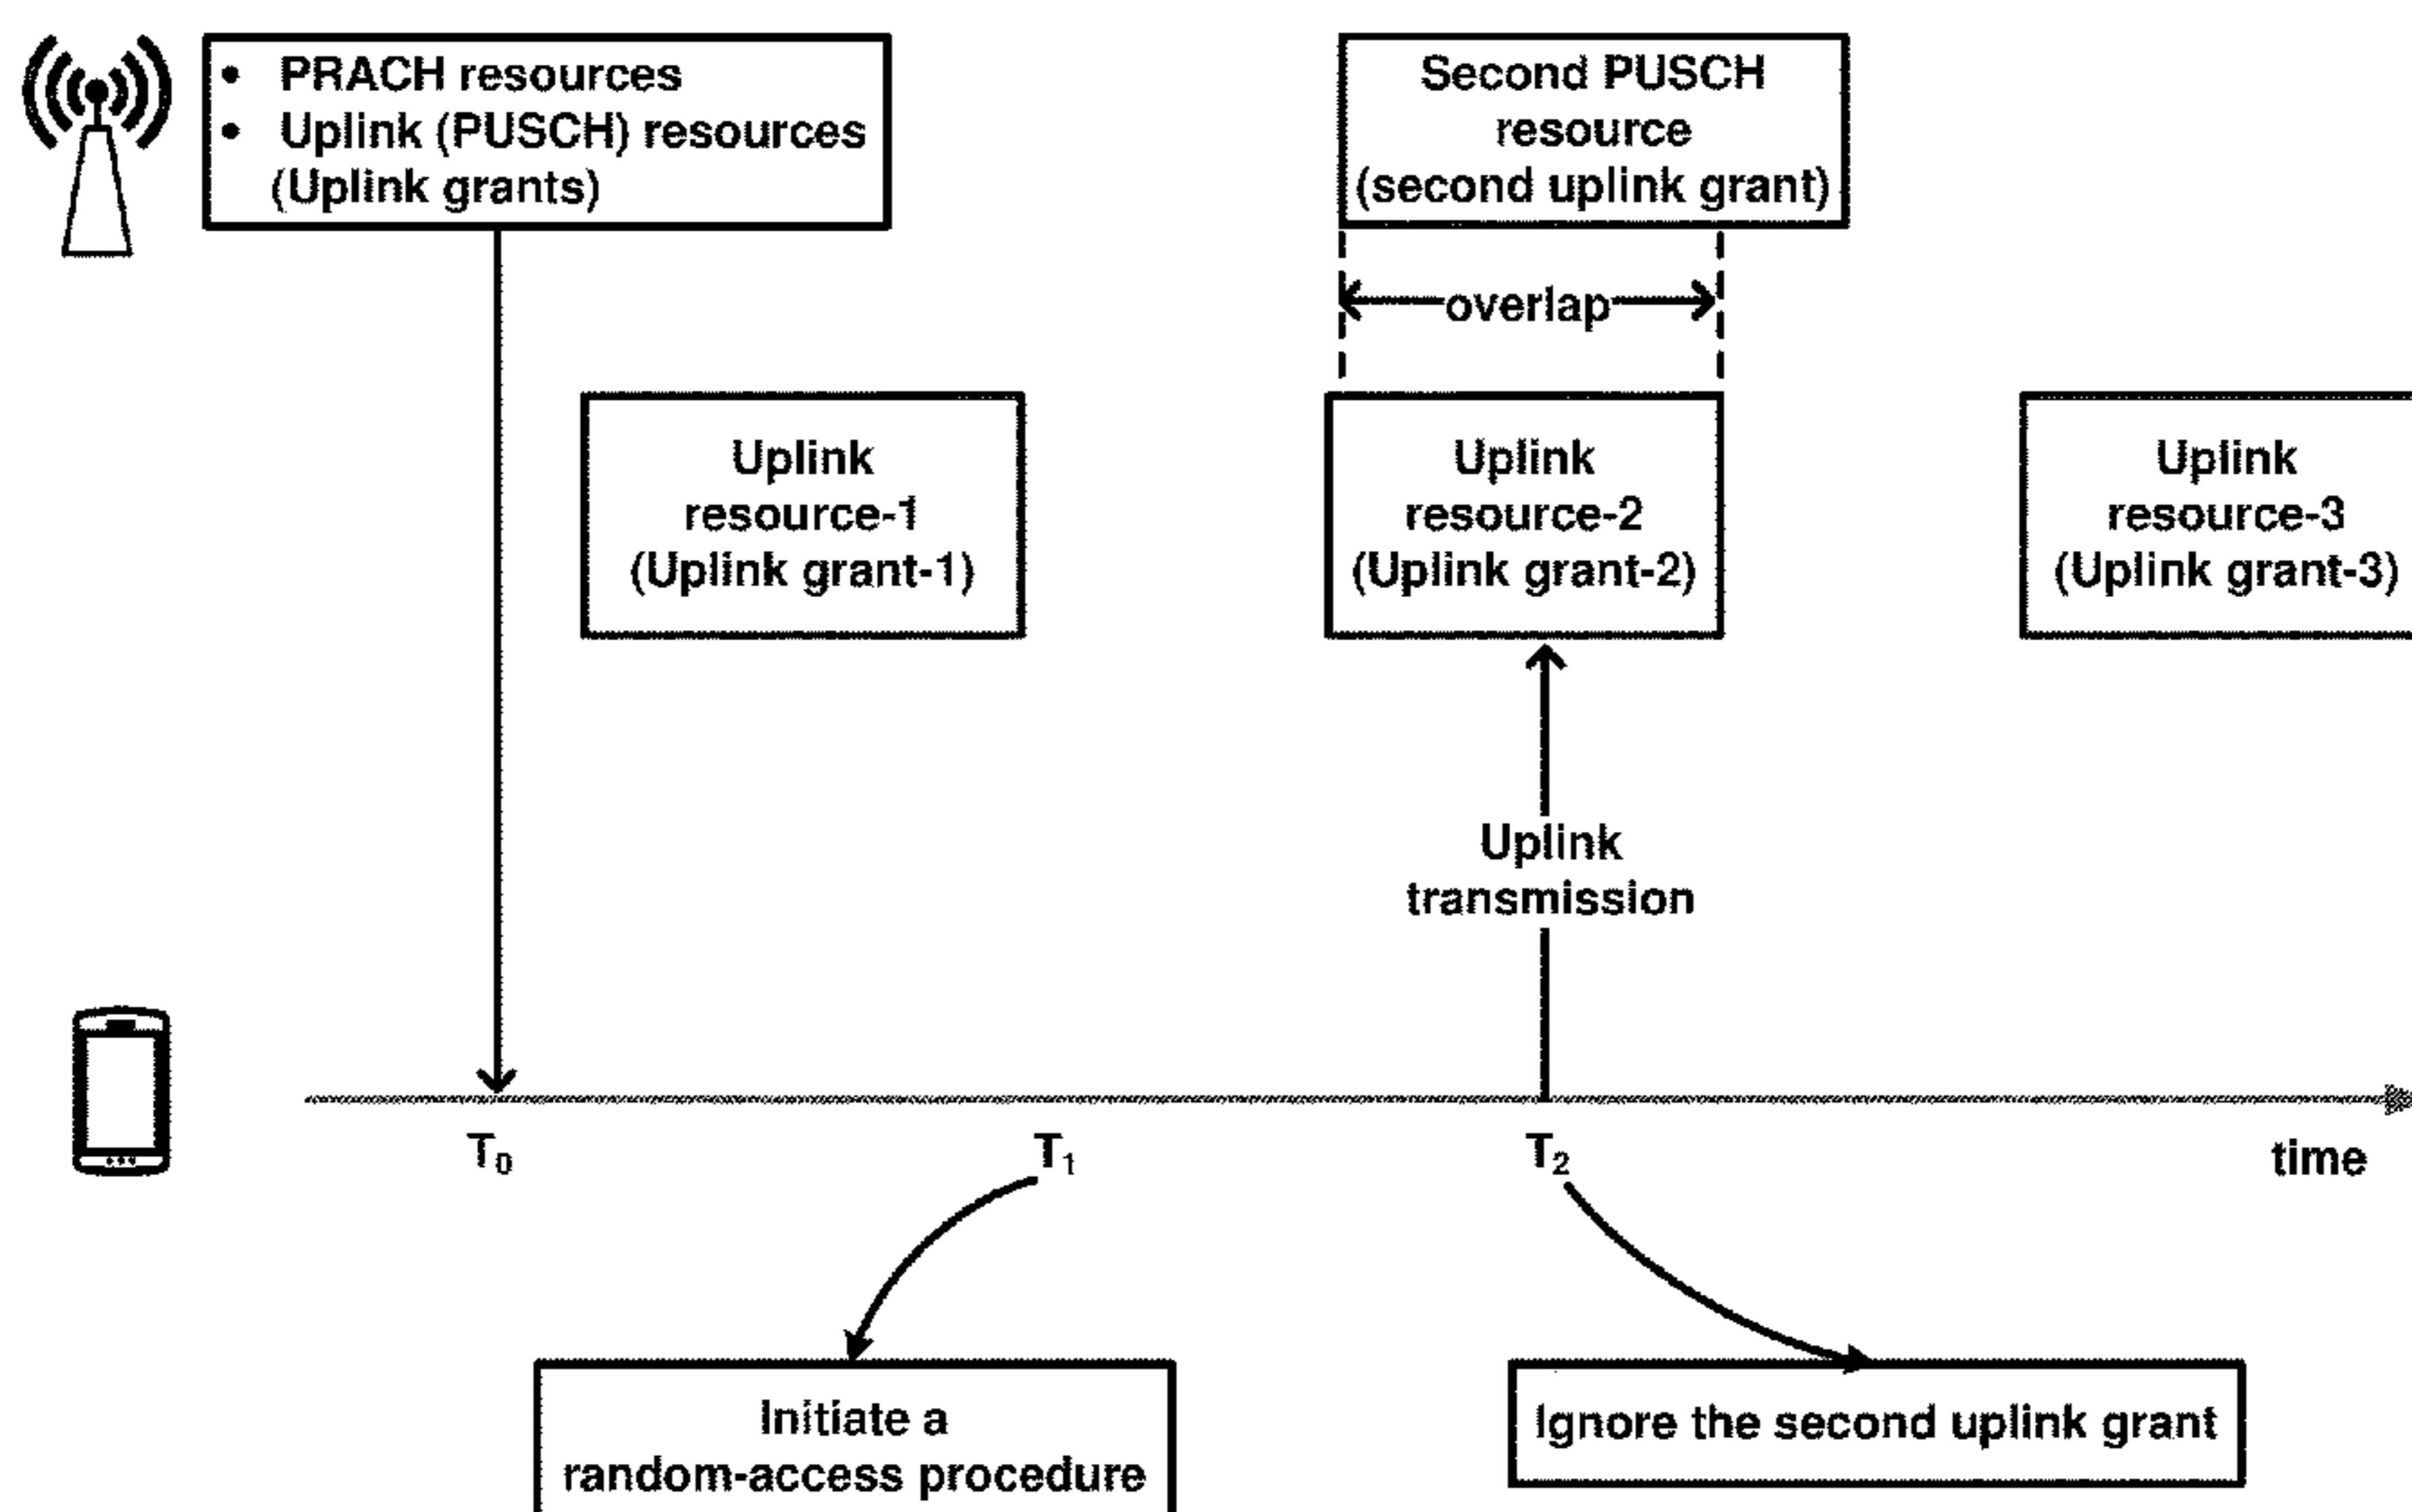 • PRACH resources
• Uplink (PUSCH) resources
(Uplink grants)
Second PUSCH
resource
(second uplink grant)
overlap
Uplink
resource-1
(Uplink grant-1)
Uplink
resource-2
(Uplink grant-2)
Uplink
resource-3
(Uplink grant-3)
Uplink
transmission
T₀
T₁
T₂
time
Initiate a
random-access procedure
Ignore the second uplink grant